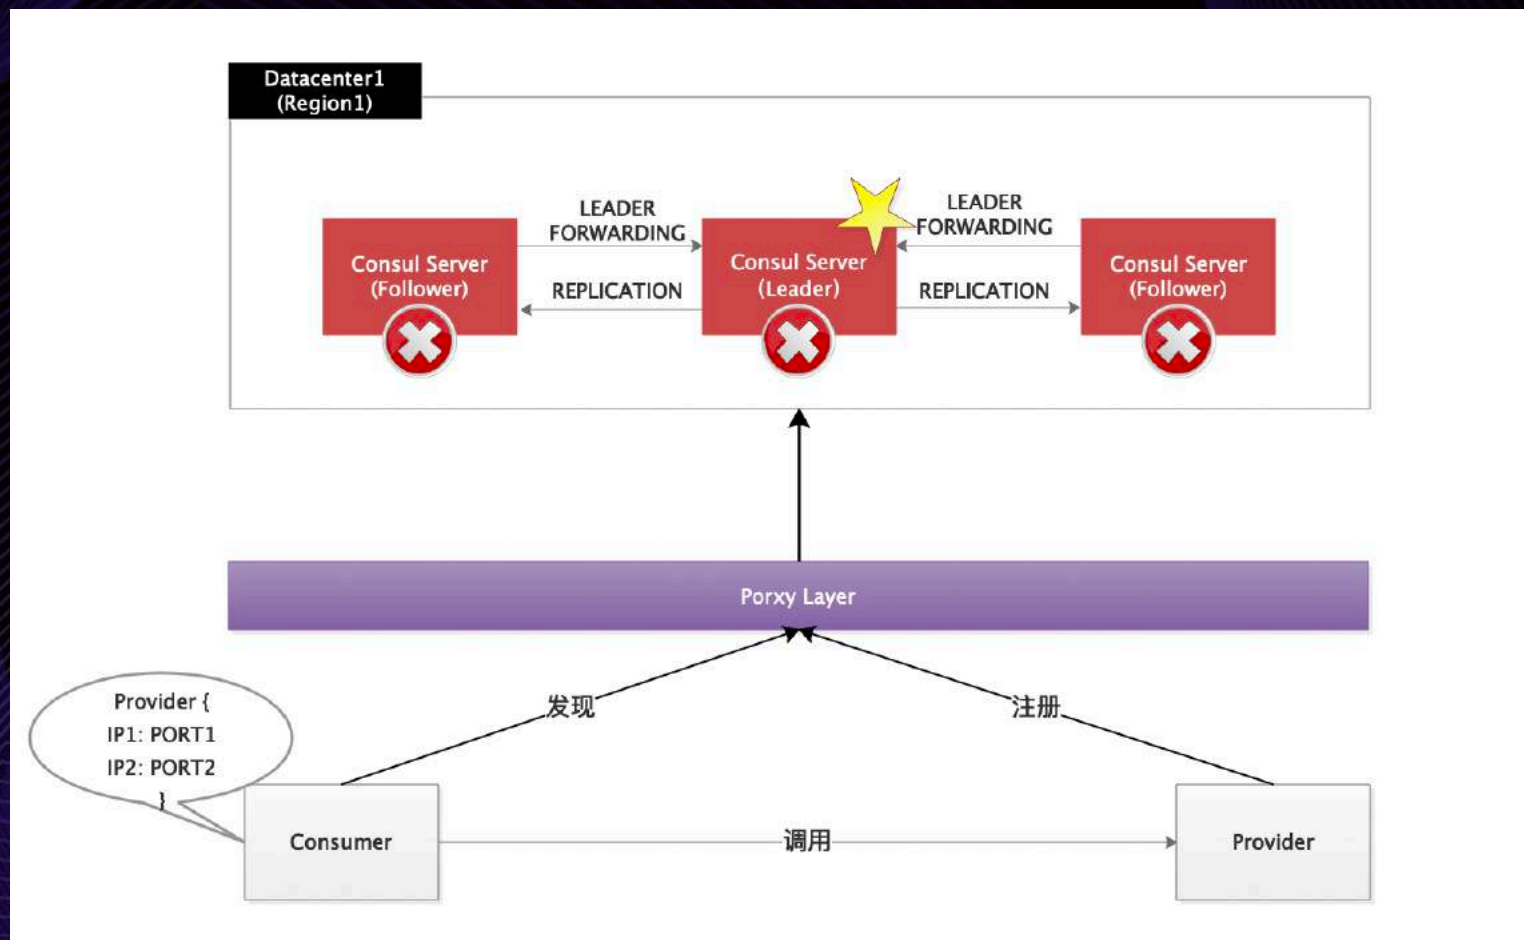 Datacenter1
(Region1)
LEADER
FORWARDING
LEADER
FORWARDING
Consul Server
(Follower)
Consul Server
(Leader)
Consul Server
(Follower)
REPLICATION
REPLICATION
Porxy Layer
发现
注册
Provider {
IP1: PORT1
IP2: PORT2
}
Consumer
调用
Provider